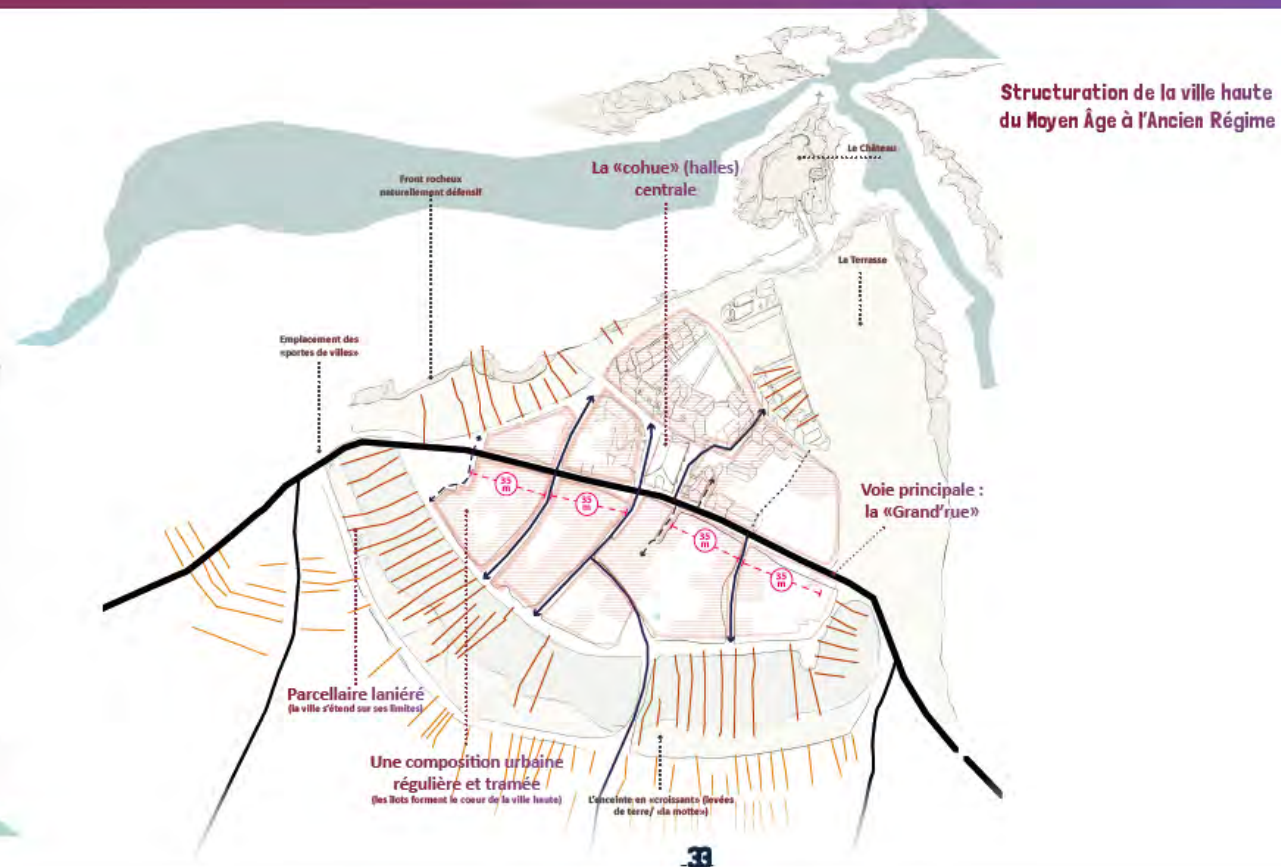 Structuration de la ville haute
du Moyen Âge à l'Ancien Régime
Le Château
La «cohue» (halles)
centrale
Front rocheux
naturellement défensif
La Terrasse
Emplacement des
«portes de villes»
Voie principale :
la «Grand'rue»
35
m
35
m
35
m
35
m
Parcellaire laniéré
(la ville s'étend sur ses limites)
Une composition urbaine
régulière et tramée
(les îlots forment le coeur de la ville haute)
L'enceinte en «croissant» (levées
de terre/ «la motte»)
33